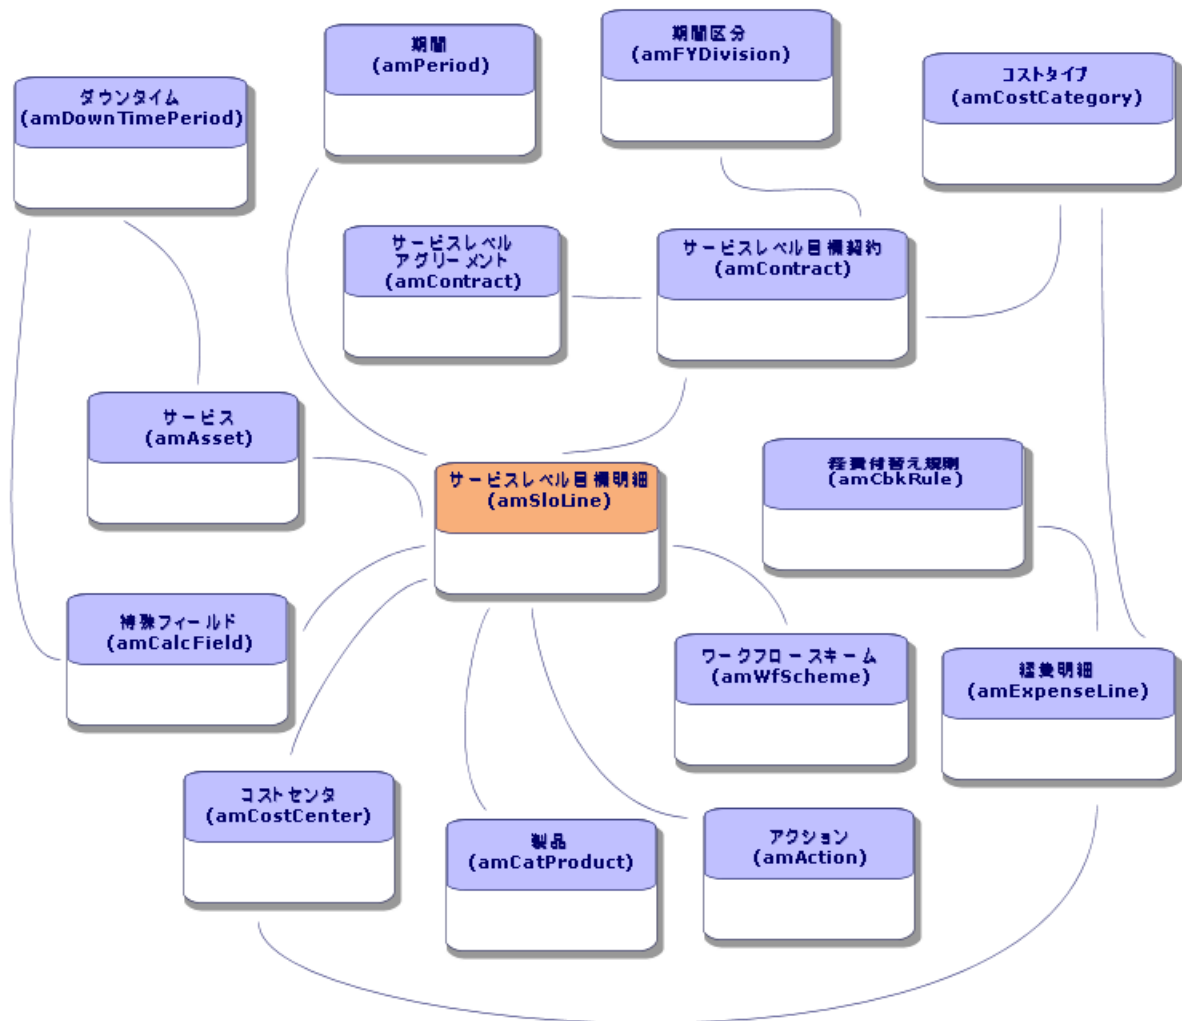 期間
(amPeriod)
期間区分
(amFYDivision)
コストタイプ
(amCostCategory)
ダウンタイム
(amDownTimePeriod)
サービスレベル
アグリーメント
(amContract)
サービスレベル目標契約
(amContract)
サービス
(amAsset)
サービスレベル目標明細
(amSloLine)
経費付替え規則
(amCbkRule)
特殊フィールド
(amCalcField)
ワークフロースキーム
(amWfScheme)
経費明細
(amExpenseLine)
コストセンタ
(amCostCenter)
製品
(amCatProduct)
アクション
(amAction)